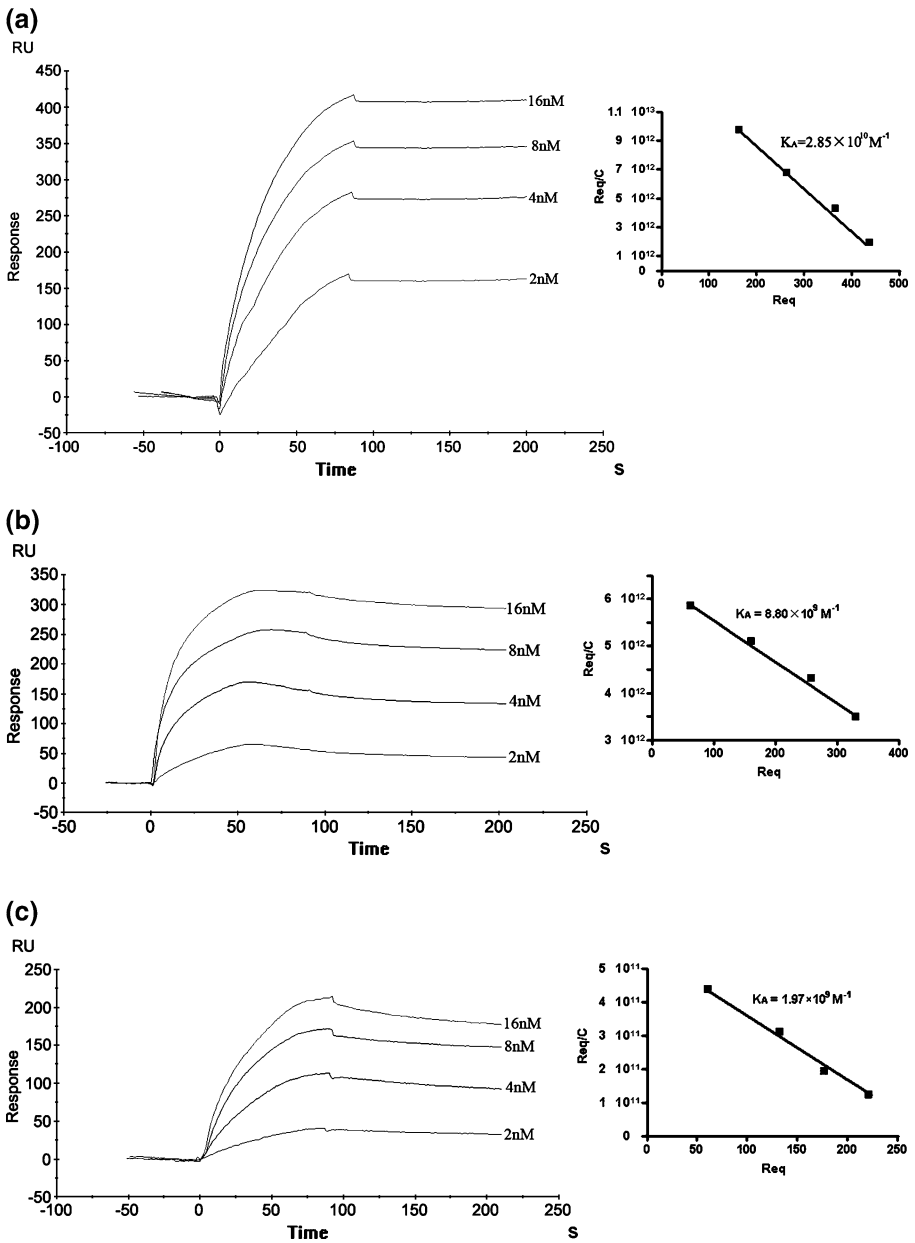 (a)
RU
450
400
350
300
250
200
150
100
50
0
-50
Response
-100 -50 0 50 100 150 200 250
Time
S
16nM
8nM
4nM
2nM
1.1 10¹³
9 10¹²
7 10¹²
5 10¹²
3 10¹²
1 10¹²
0
Req/C
KA=2.85×10¹⁰M⁻¹
0 100 200 300 400 500
Req
(b)
RU
350
300
250
200
150
100
50
0
-50
Response
-50 0 50 100 150 200 250
Time
S
16nM
8nM
4nM
2nM
6 10¹²
5 10¹²
4 10¹²
3 10¹²
Req/C
KA = 8.80×10⁹ M⁻¹
0 100 200 300 400
Req
(c)
RU
250
200
150
100
50
0
-50
Response
-100 -50 0 50 100 150 200 250
Time
S
16nM
8nM
4nM
2nM
5 10¹¹
4 10¹¹
3 10¹¹
2 10¹¹
1 10¹¹
0
Req/C
KA = 1.97×10⁹ M⁻¹
0 50 100 150 200 250
Req